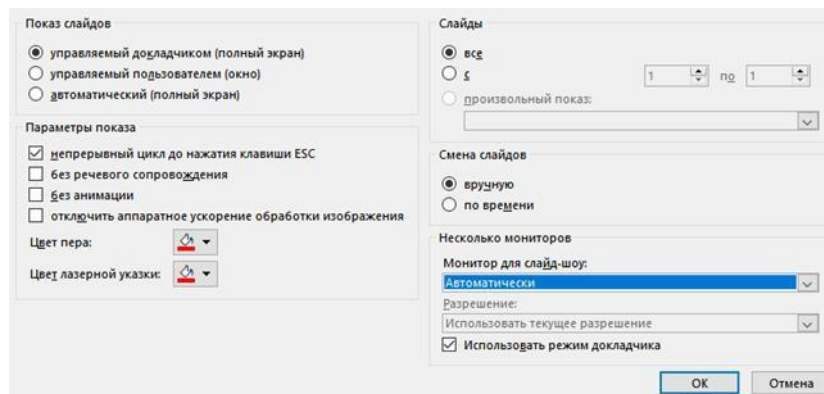 Показ слайдов
управляемый докладчиком (полный экран)
управляемый пользователем (окно)
автоматический (полный экран)
Параметры показа
непрерывный цикл до нажатия клавиши ESC
без речевого сопровождения
без анимации
отключить аппаратное ускорение обработки изображения
Цвет пера:
Цвет лазерной указки:
Слайды
все
с 1 по 1
произвольный показ:
Смена слайдов
вручную
по времени
Несколько мониторов
Монитор для слайд-шоу:
Автоматически
Разрешение:
Использовать текущее разрешение
Использовать режим докладчика
ОК Отмена